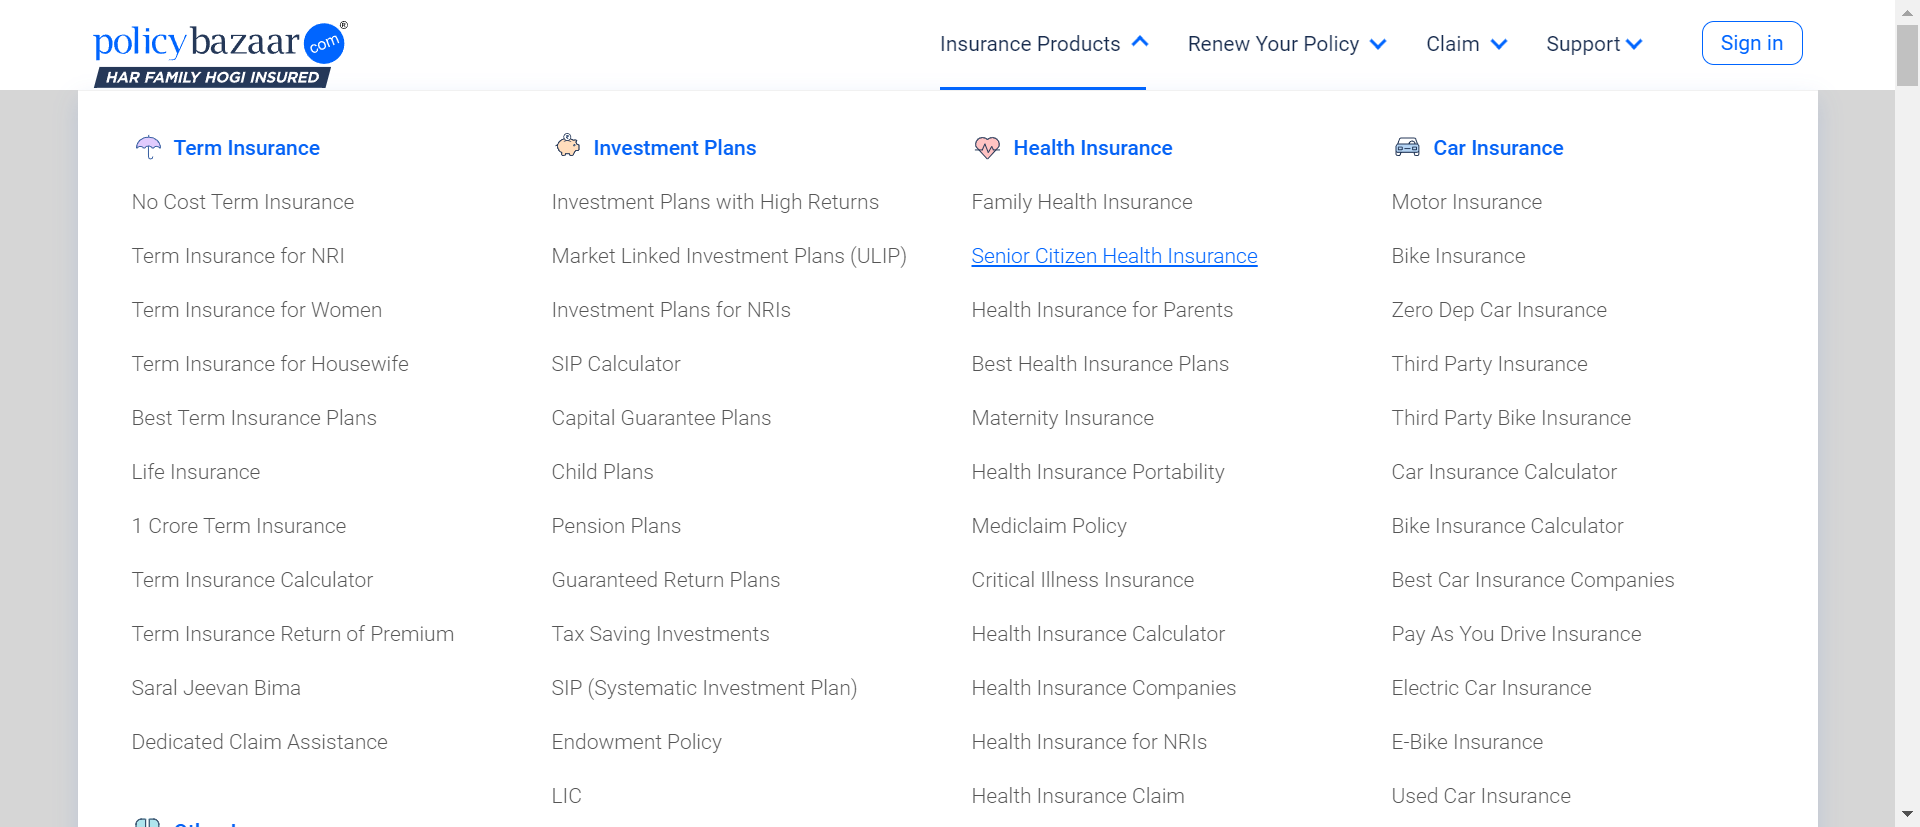 policybazaar.com®
HAR FAMILY HOGI INSURED
Insurance Products
Renew Your Policy
Claim
Support
Sign in
Term Insurance
No Cost Term Insurance
Term Insurance for NRI
Term Insurance for Women
Term Insurance for Housewife
Best Term Insurance Plans
Life Insurance
1 Crore Term Insurance
Term Insurance Calculator
Term Insurance Return of Premium
Saral Jeevan Bima
Dedicated Claim Assistance
Investment Plans
Investment Plans with High Returns
Market Linked Investment Plans (ULIP)
Investment Plans for NRIs
SIP Calculator
Capital Guarantee Plans
Child Plans
Pension Plans
Guaranteed Return Plans
Tax Saving Investments
SIP (Systematic Investment Plan)
Endowment Policy
LIC
Health Insurance
Family Health Insurance
Senior Citizen Health Insurance
Health Insurance for Parents
Best Health Insurance Plans
Maternity Insurance
Health Insurance Portability
Mediclaim Policy
Critical Illness Insurance
Health Insurance Calculator
Health Insurance Companies
Health Insurance for NRIs
Health Insurance Claim
Car Insurance
Motor Insurance
Bike Insurance
Zero Dep Car Insurance
Third Party Insurance
Third Party Bike Insurance
Car Insurance Calculator
Bike Insurance Calculator
Best Car Insurance Companies
Pay As You Drive Insurance
Electric Car Insurance
E-Bike Insurance
Used Car Insurance